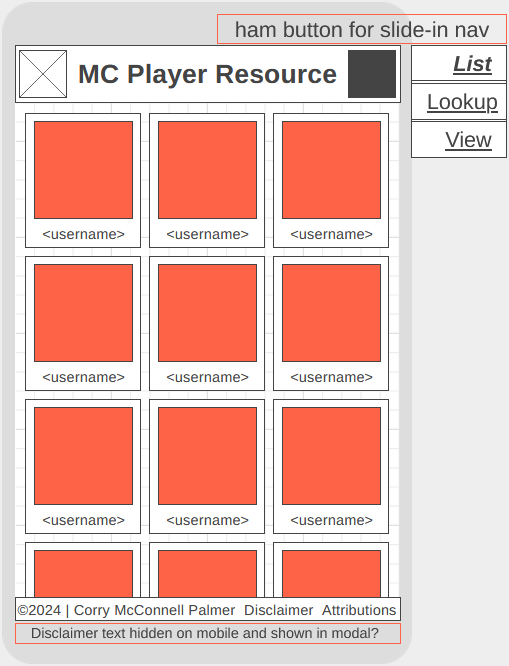 ham button for slide-in nav
MC Player Resource
List
Lookup
View
<username> <username> <username>
<username> <username> <username>
<username> <username> <username>
©2024 | Corry McConnell Palmer Disclaimer Attributions
Disclaimer text hidden on mobile and shown in modal?